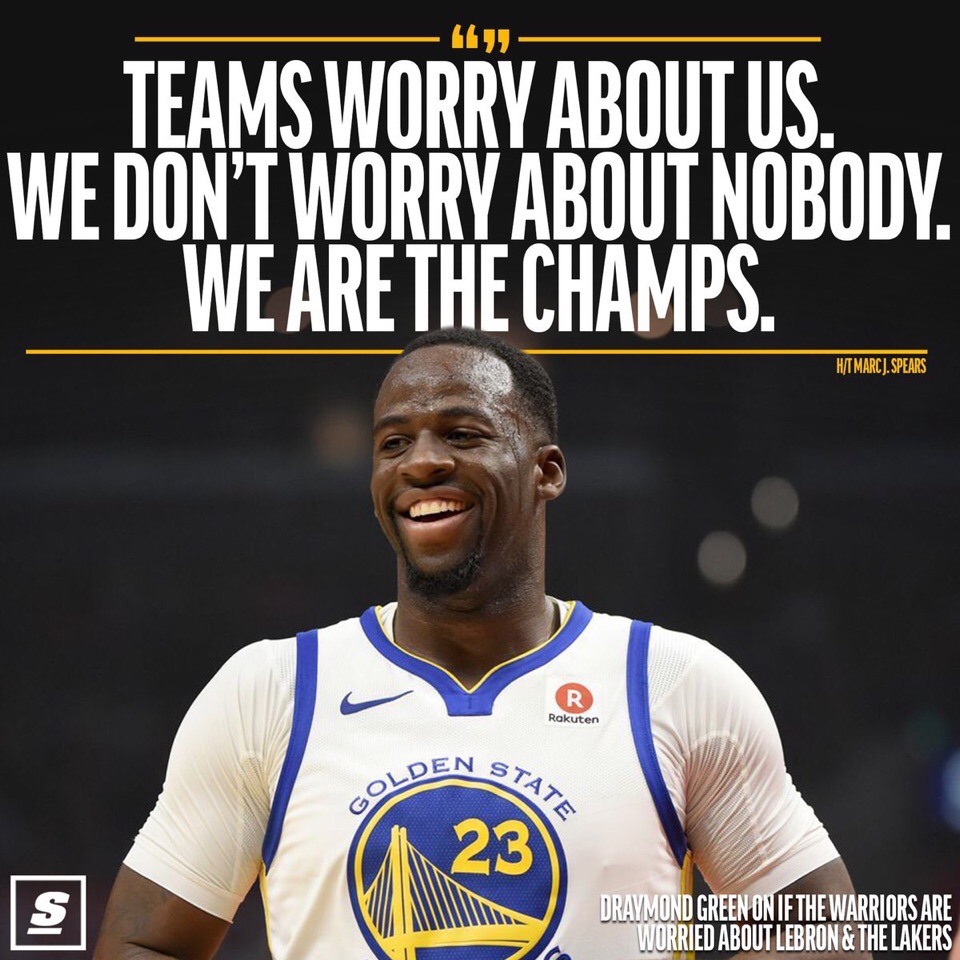 “”
TEAMS WORRY ABOUT US.
WE DON’T WORRY ABOUT NOBODY.
WE ARE THE CHAMPS.
H/T MARC J. SPEARS
R
Rakuten
GOLDEN STATE
23
S
DRAYMOND GREEN ON IF THE WARRIORS ARE
WORRIED ABOUT LEBRON & THE LAKERS